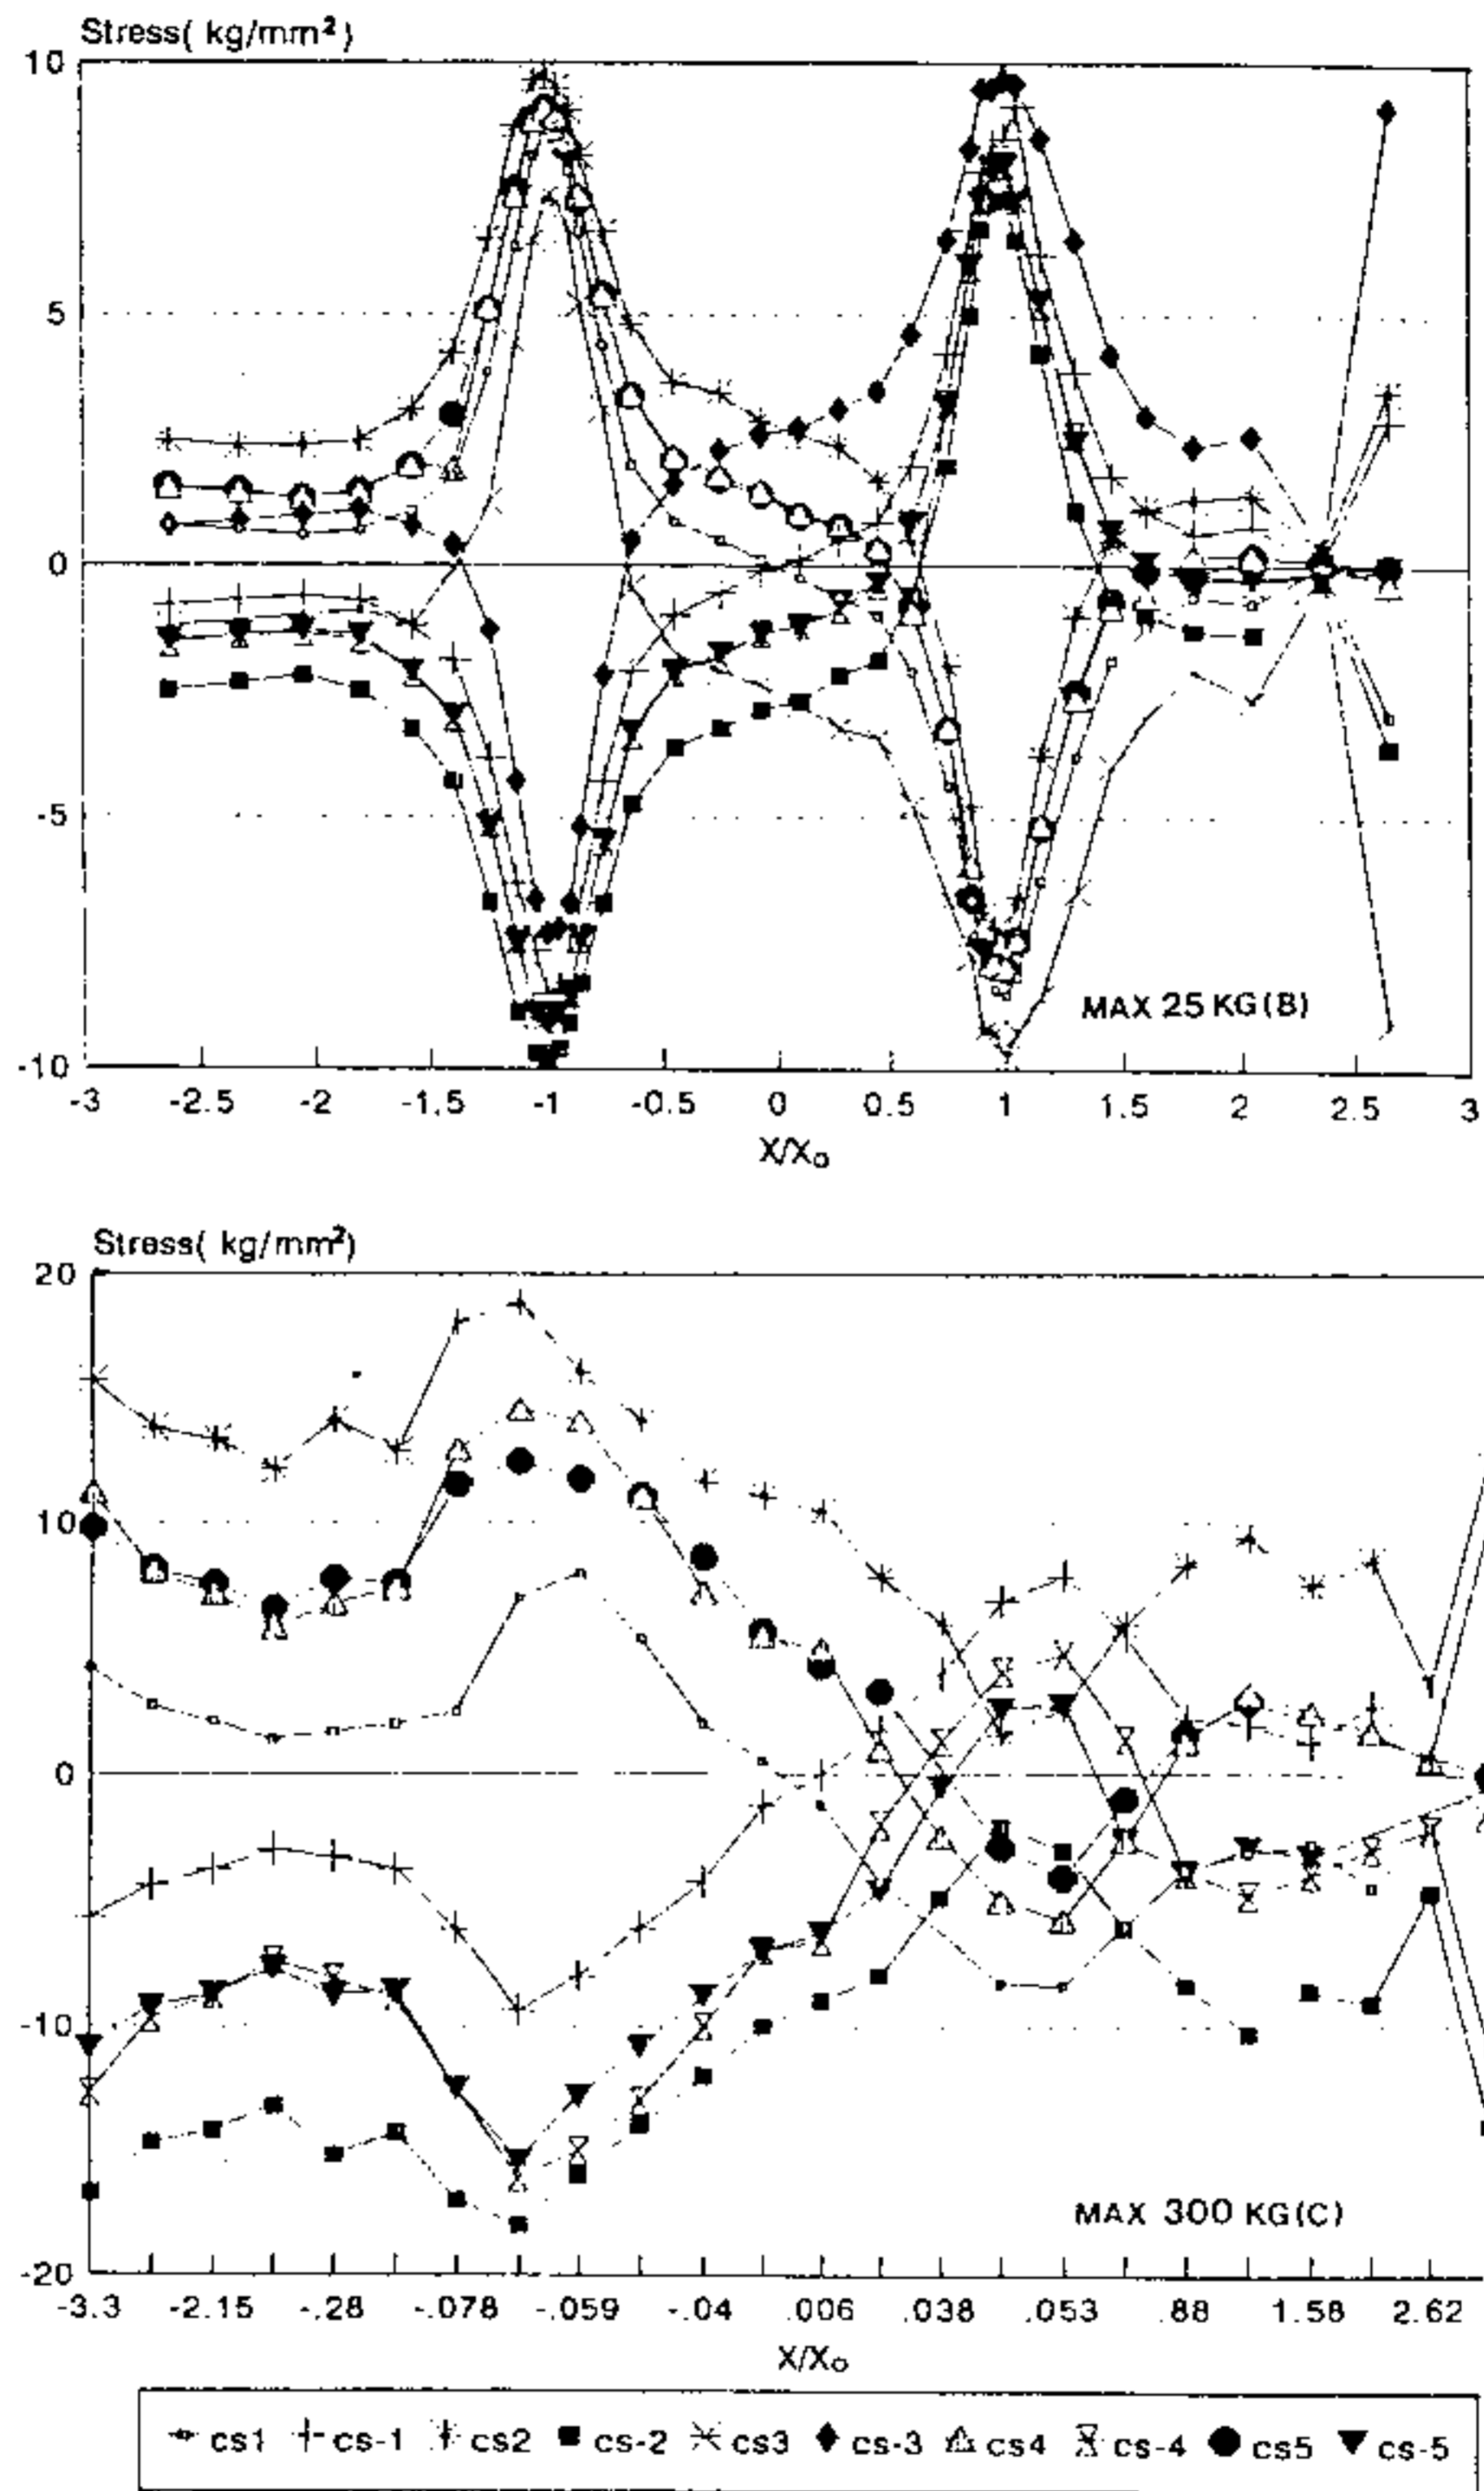 Stress( kg/mm²)
10
5
0
-5
-10
MAX 25 KG(B)
-3 -2.5 -2 -1.5 -1 -0.5 0 0.5 1 1.5 2 2.5 3
X/Xo
Stress( kg/mm²)
20
10
0
-10
-20
MAX 300 KG(C)
-3.3 -2.15 -.28 -.078 -.059 -.04 .006 .038 .053 .88 1.58 2.62
X/Xo
cs1 cs-1 cs2 cs-2 cs3 cs-3 cs4 cs-4 cs5 cs-5